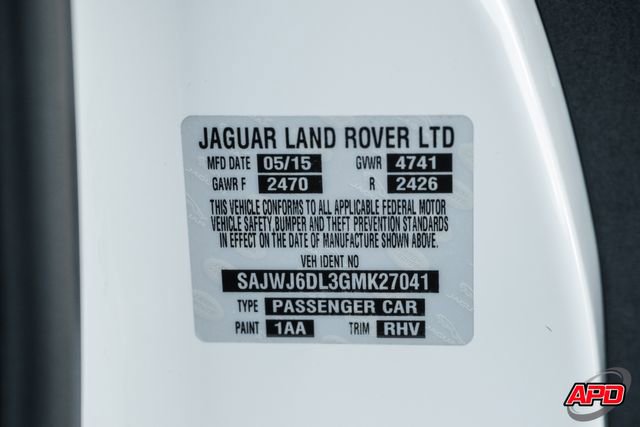 JAGUAR LAND ROVER LTD
MFD DATE 05/15 GVWR 4741
GAWR F 2470 R 2426
THIS VEHICLE CONFORMS TO ALL APPLICABLE FEDERAL MOTOR
VEHICLE SAFETY,BUMPER AND THEFT PREVENTION STANDARDS
IN EFFECT ON THE DATE OF MANUFACTURE SHOWN ABOVE.
VEH IDENT NO
SAJWJ6DL3GMK27041
TYPE PASSENGER CAR
PAINT 1AA TRIM RHV
APD